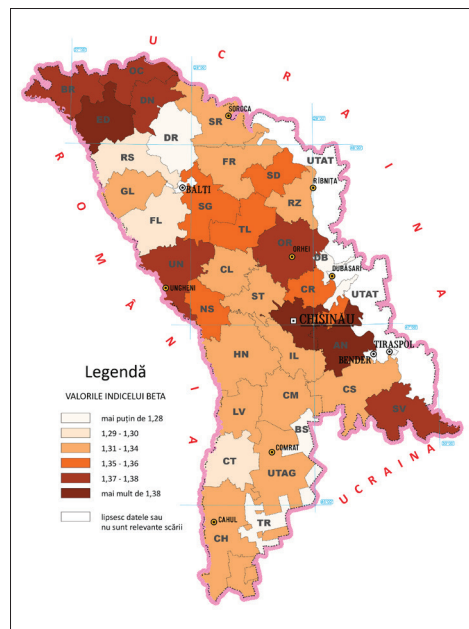 UCRAINA
ROMÂNIA
UCRAINA
OC
BR
DN
ED
SOROCA
SR
DR
RS
FR
UTAT
SD
RÎBNIȚA
GL
BĂLȚI
RZ
SG
FL
TL
OR
ORHEI
UN
DB
DUBĂSARI
CL
UNGHENI
ST
CR
UTAT
NS
CHIȘINĂU
AN
TIRASPOL
BENDER
HN
IL
CS
CM
LV
SV
BS
COMRAT
CT
UTAG
CAHUL
TR
CH
Legendă
VALORILE INDICELUI BETA
mai puțin de 1,28
1,29 - 1,30
1,31 - 1,34
1,35 - 1,36
1,37 - 1,38
mai mult de 1,38
lipsesc datele sau
nu sunt relevante scării